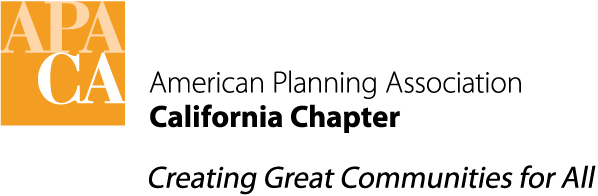 APA
CA
American Planning Association
California Chapter
Creating Great Communities for All